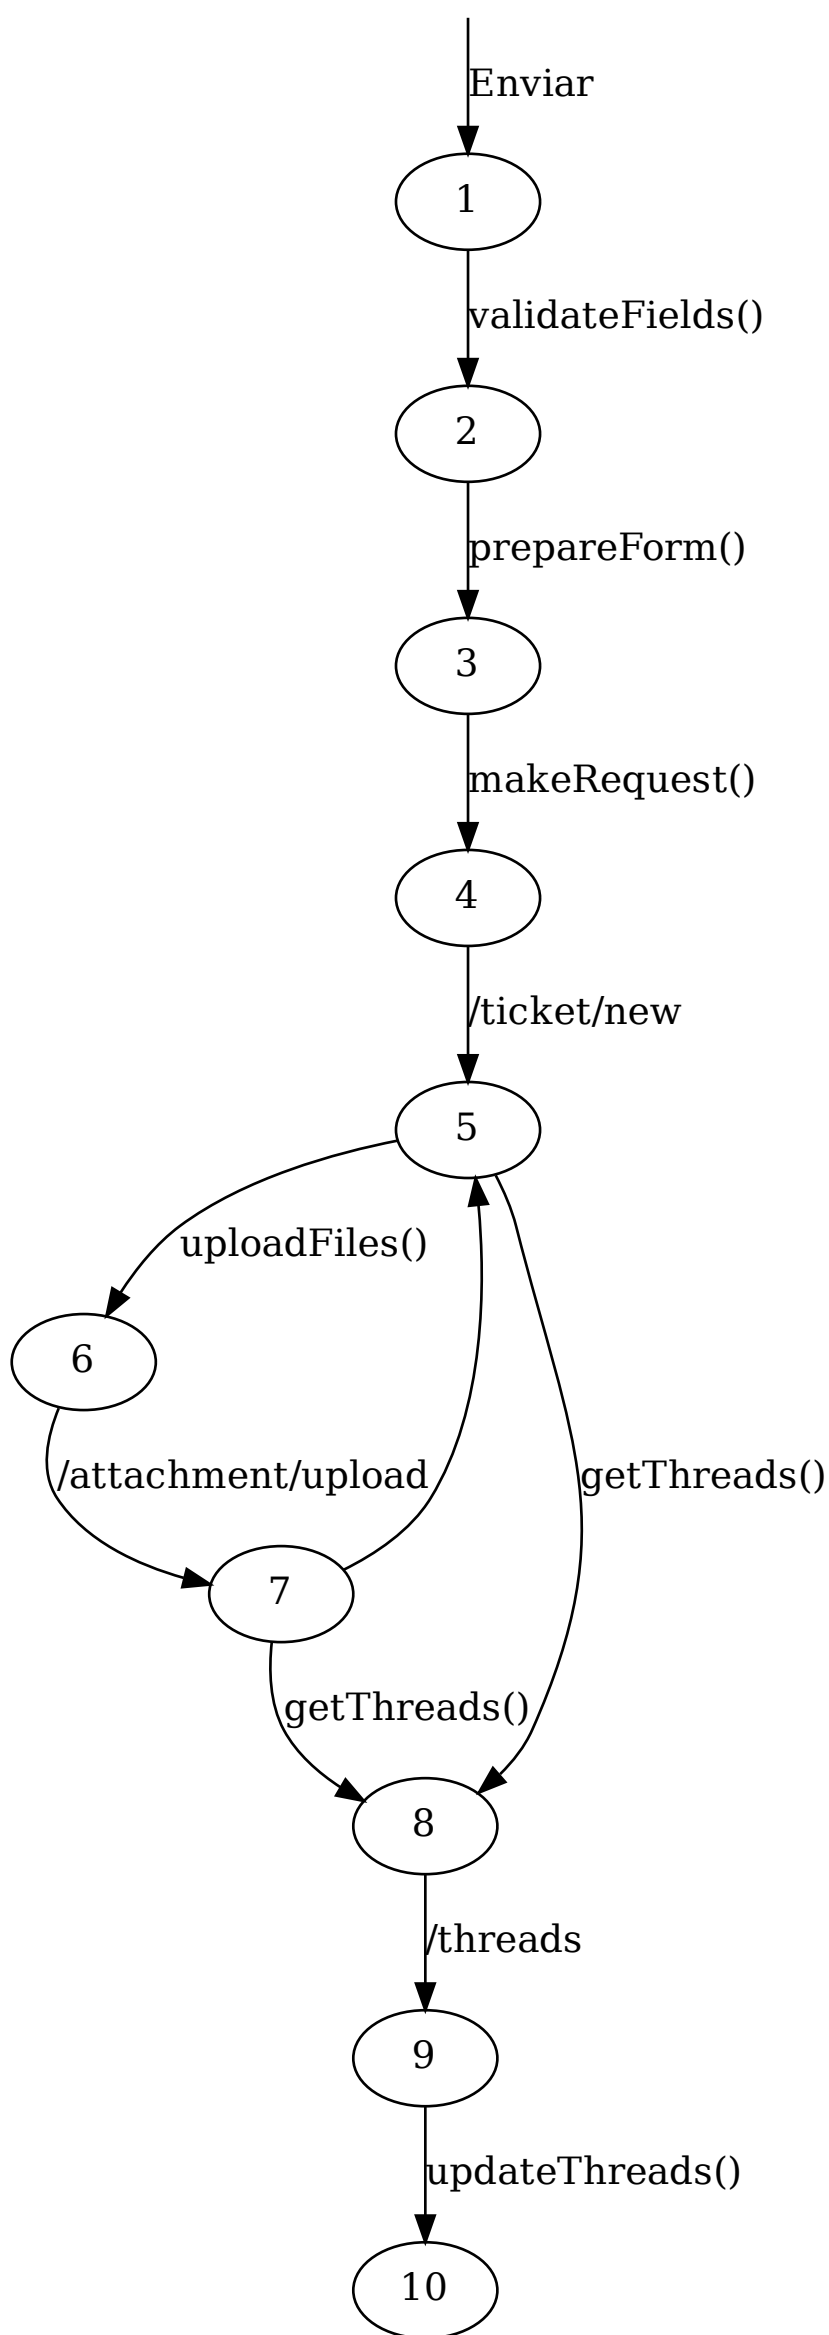 Enviar
1
validateFields()
2
prepareForm()
3
makeRequest()
4
/ticket/new
5
uploadFiles()
6
/attachment/upload
getThreads()
7
getThreads()
8
/threads
9
updateThreads()
10